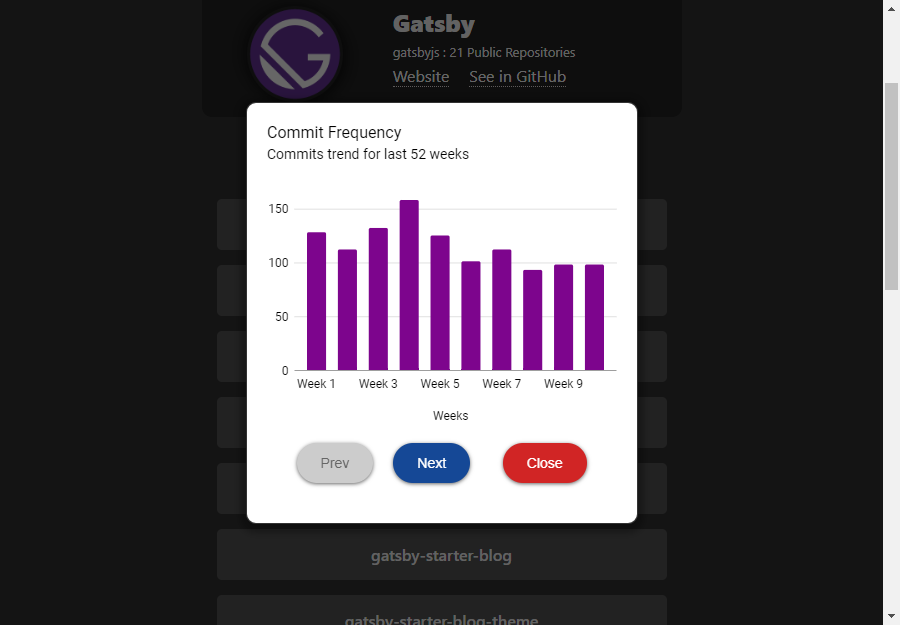 Gatsby
gatsbyjs : 21 Public Repositories
Website See in GitHub
Commit Frequency
Commits trend for last 52 weeks
150
100
50
0
Week 1 Week 3 Week 5 Week 7 Week 9
Weeks
Prev Next Close
gatsby-starter-blog
gatsby-starter-blog-theme